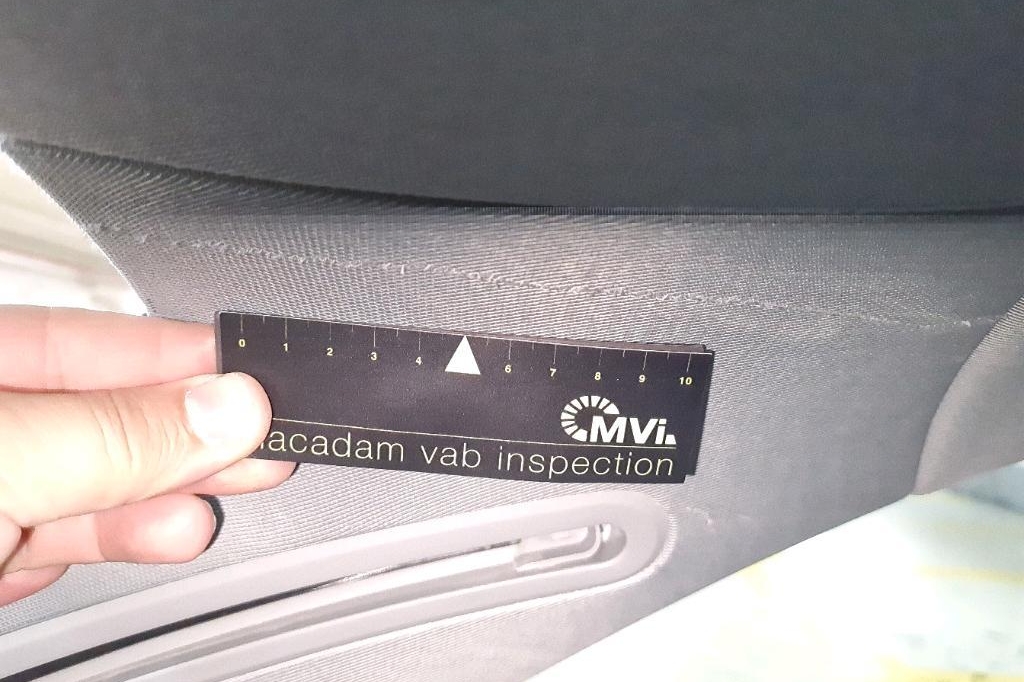 0 1 2 3 4 6 7 8 9 10
MVi.
acadam vab inspection